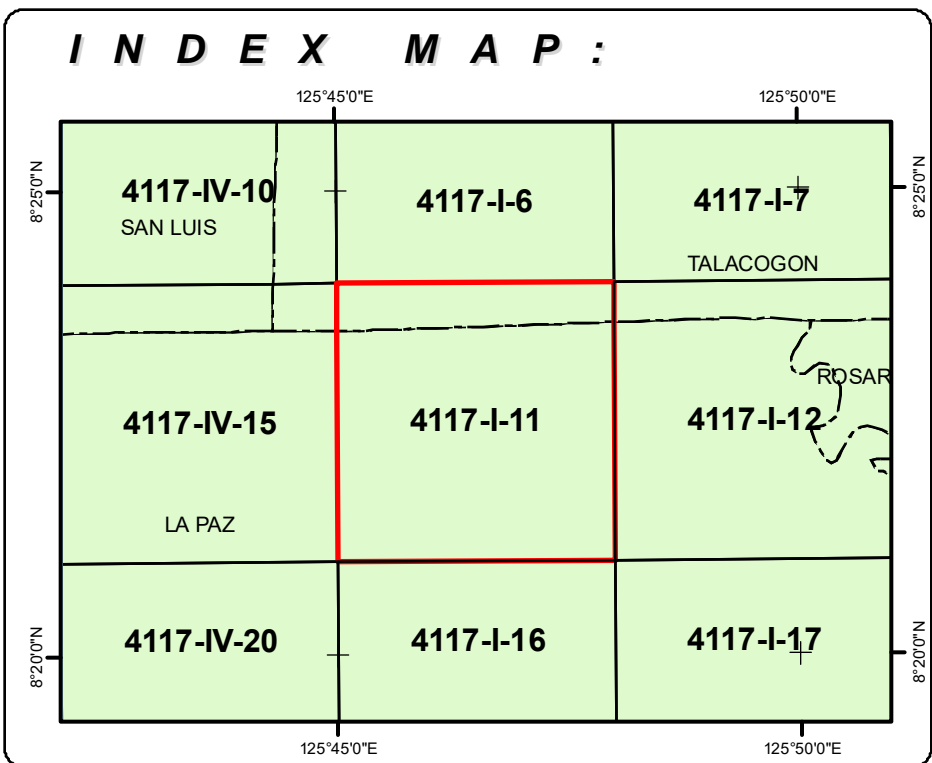 INDEX MAP:
125°45'0"E 125°50'0"E
8°25'0"N 8°25'0"N
4117-IV-10 4117-I-6 4117-I-7
SAN LUIS
TALACOGON
ROSAR
4117-IV-15 4117-I-11 4117-I-12
LA PAZ
4117-IV-20 4117-I-16 4117-I-17
8°20'0"N 8°20'0"N
125°45'0"E 125°50'0"E